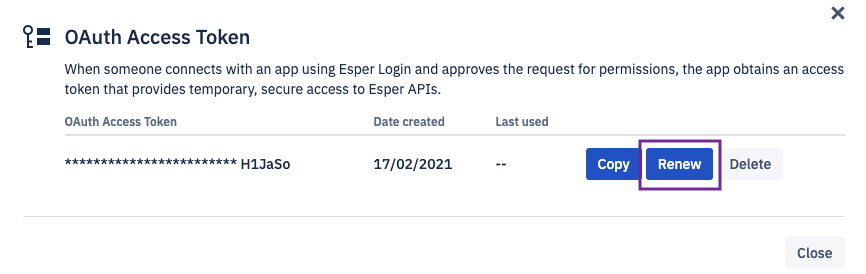 OAuth Access Token
When someone connects with an app using Esper Login and approves the request for permissions, the app obtains an access
token that provides temporary, secure access to Esper APIs.
OAuth Access Token Date created Last used
************************ H1JaSo 17/02/2021 -- Copy Renew Delete
Close